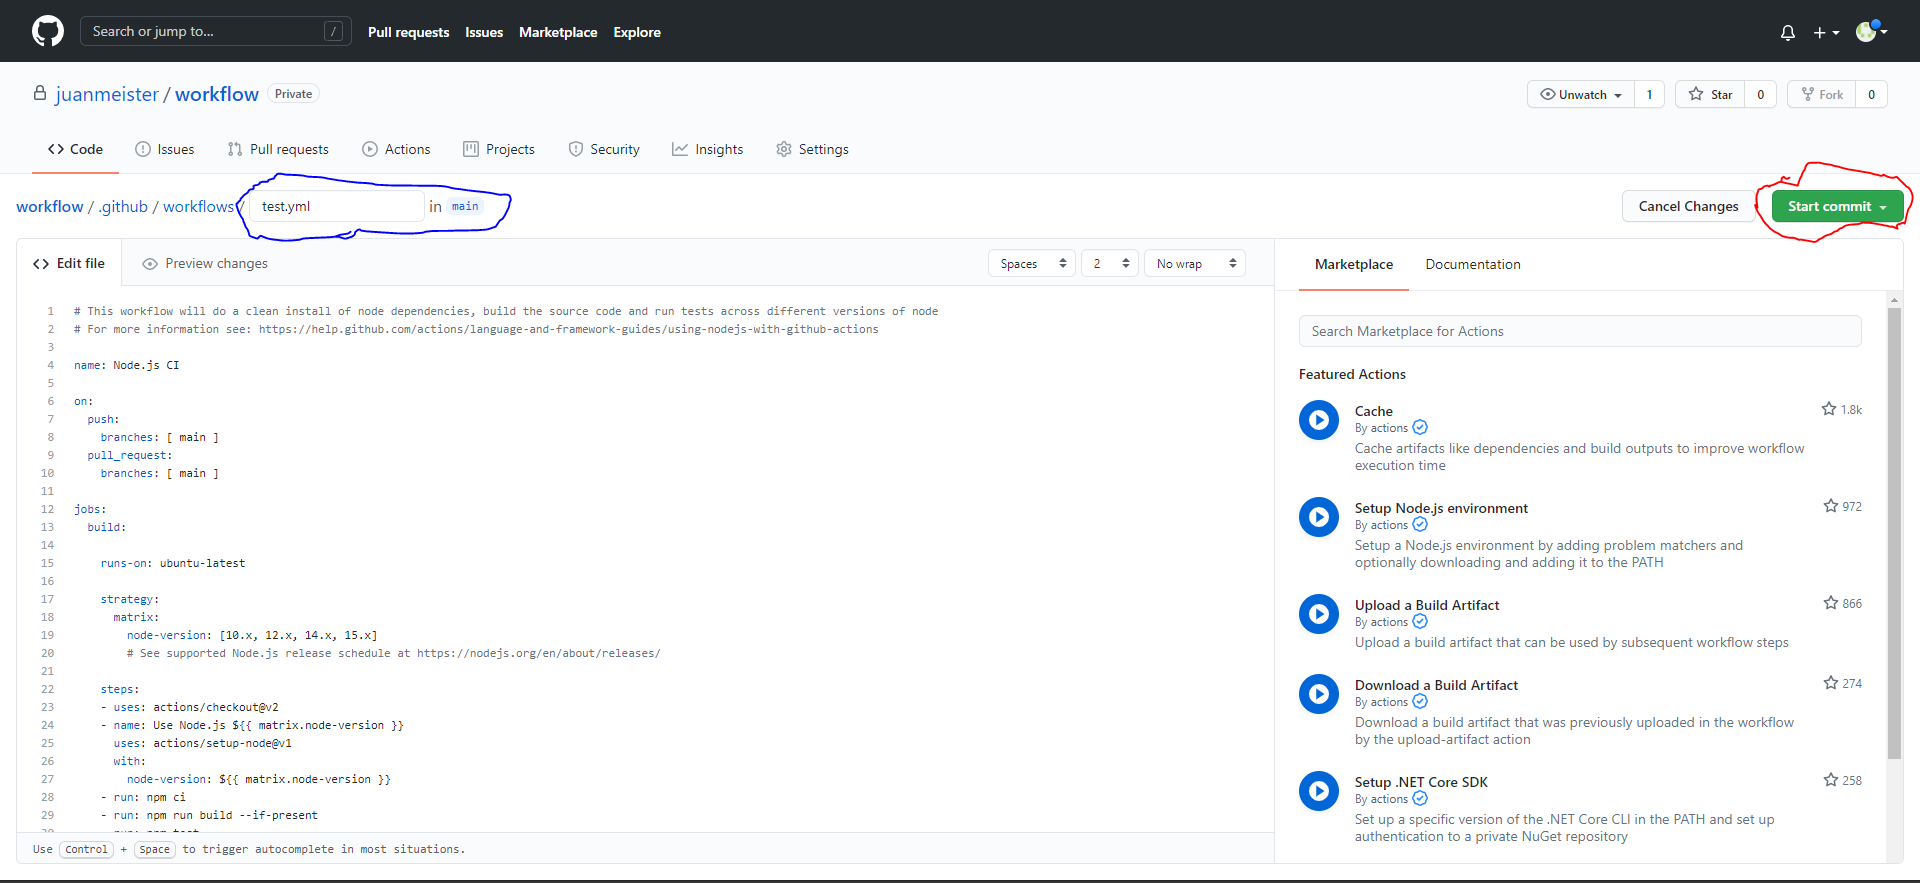 Search or jump to... /
Pull requests Issues Marketplace Explore
juanmeister / workflow Private
Unwatch 1 Star 0 Fork 0
Code Issues Pull requests Actions Projects Security Insights Settings
workflow / .github / workflows / test.yml in main
Cancel Changes Start commit
Edit file Preview changes
Spaces 2 No wrap
1 # This workflow will do a clean install of node dependencies, build the source code and run tests across different versions of node
2 # For more information see: https://help.github.com/actions/language-and-framework-guides/using-nodejs-with-github-actions
3
4 name: Node.js CI
5
6 on:
7 push:
8 branches: [ main ]
9 pull_request:
10 branches: [ main ]
11
12 jobs:
13 build:
14
15 runs-on: ubuntu-latest
16
17 strategy:
18 matrix:
19 node-version: [10.x, 12.x, 14.x, 15.x]
20 # See supported Node.js release schedule at https://nodejs.org/en/about/releases/
21
22 steps:
23 - uses: actions/checkout@v2
24 - name: Use Node.js ${{ matrix.node-version }}
25 uses: actions/setup-node@v1
26 with:
27 node-version: ${{ matrix.node-version }}
28 - run: npm ci
29 - run: npm run build --if-present
Use Control + Space to trigger autocomplete in most situations.
Marketplace Documentation
Search Marketplace for Actions
Featured Actions
Cache 1.8k
By actions
Cache artifacts like dependencies and build outputs to improve workflow
execution time
Setup Node.js environment 972
By actions
Setup a Node.js environment by adding problem matchers and
optionally downloading and adding it to the PATH
Upload a Build Artifact 866
By actions
Upload a build artifact that can be used by subsequent workflow steps
Download a Build Artifact 274
By actions
Download a build artifact that was previously uploaded in the workflow
by the upload-artifact action
Setup .NET Core SDK 258
By actions
Set up a specific version of the .NET Core CLI in the PATH and set up
authentication to a private NuGet repository